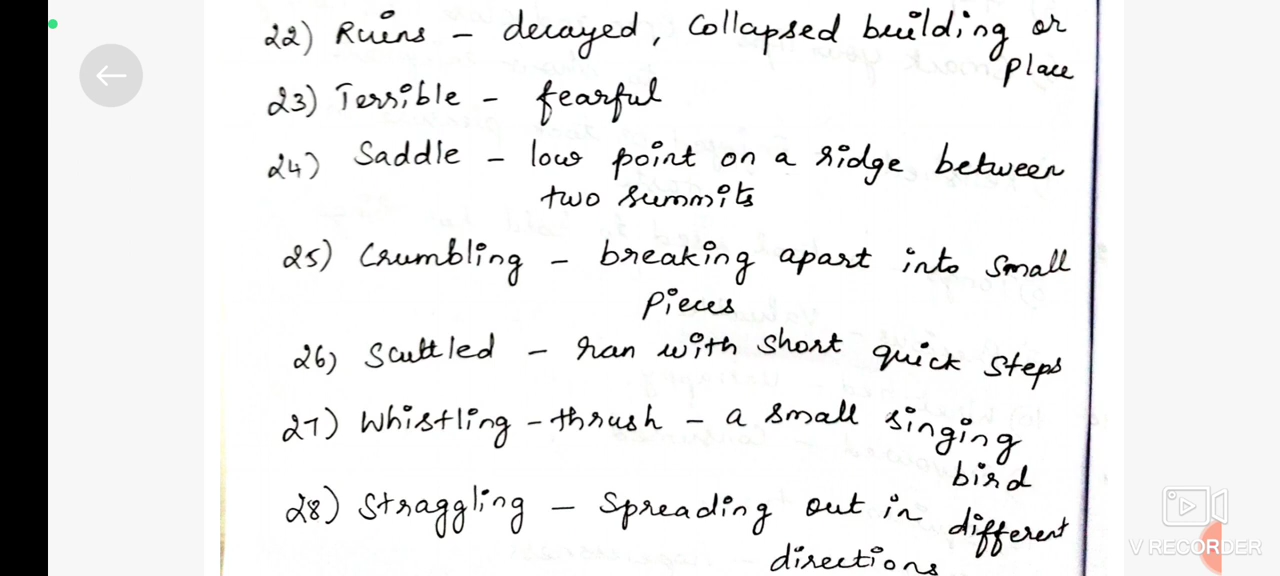 22) Ruins - decayed, Collapsed building or
place
23) Terrible - fearful
24) Saddle - low point on a ridge between
two summits
25) Crumbling - breaking apart into small
pieces
26) Scuttled - ran with short quick steps
27) Whistling - thrush - a small singing
bird
28) Straggling - Spreading out in different
directions
V RECORDER